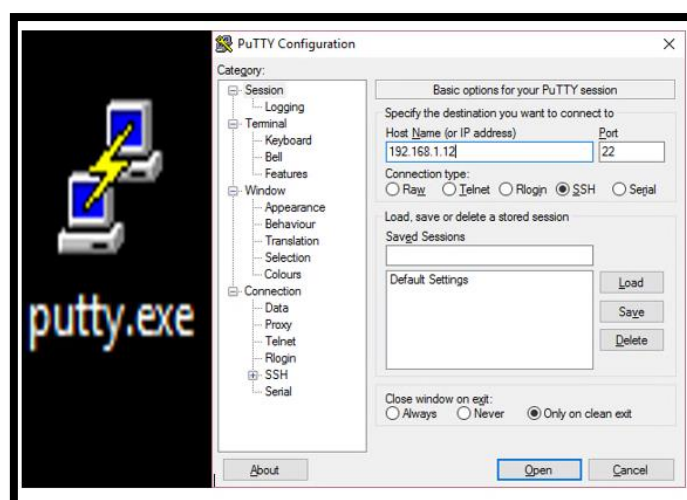 putty.exe
PuTTY Configuration
Category:
Session
Logging
Terminal
Keyboard
Bell
Features
Window
Appearance
Behaviour
Translation
Selection
Colours
Connection
Data
Proxy
Telnet
Rlogin
SSH
Serial
Basic options for your PuTTY session
Specify the destination you want to connect to
Host Name (or IP address) Port
192.168.1.12 22
Connection type:
Raw Telnet Rlogin SSH Serial
Load, save or delete a stored session
Saved Sessions
Default Settings
Load
Save
Delete
Close window on exit:
Always Never Only on clean exit
About Open Cancel